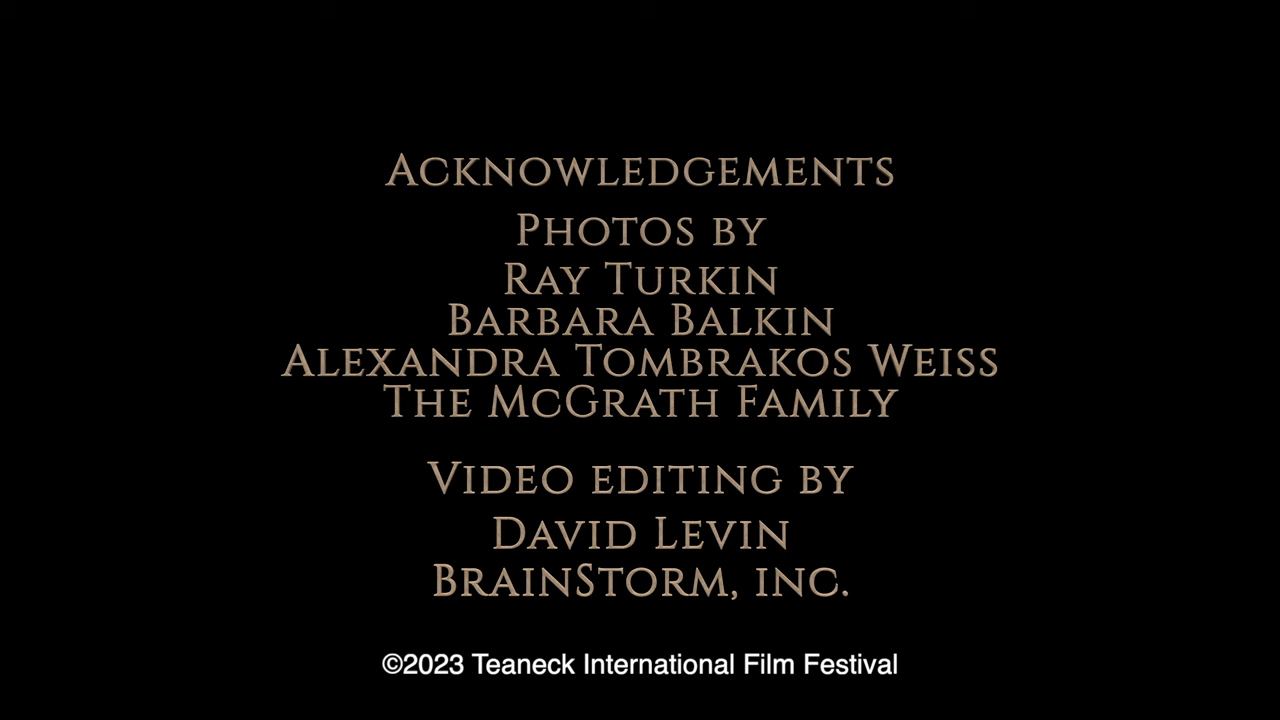 Acknowledgements
Photos by
Ray Turkin
Barbara Balkin
Alexandra Tombrakos Weiss
The McGrath Family
Video editing by
David Levin
BrainStorm, inc.
©2023 Teaneck International Film Festival